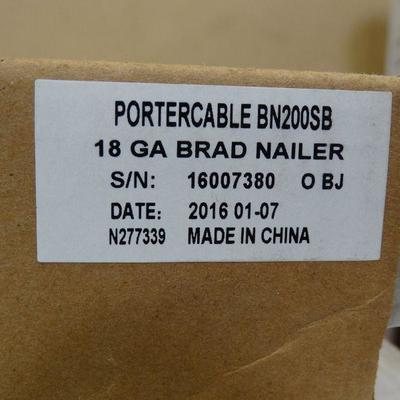 PORTERCABLE BN200SB
18 GA BRAD NAILER
S/N: 16007380 O BJ
DATE: 2016 01-07
N277339 MADE IN CHINA